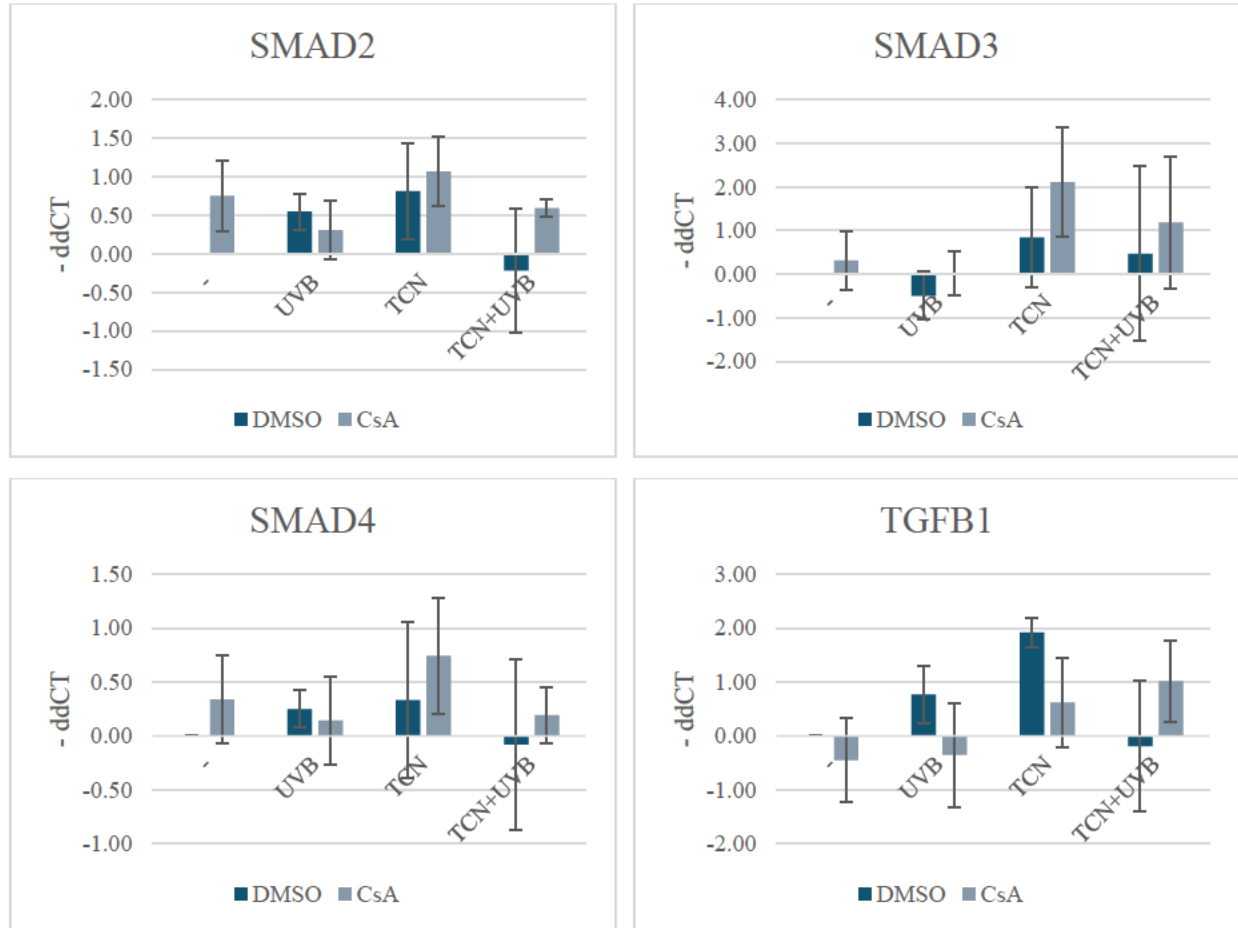 SMAD2
2.00
1.50
1.00
0.50
0.00
-0.50
-1.00
-1.50
- ddCT
-
UVB
TCN
TCN+UVB
DMSO CsA
SMAD3
4.00
3.00
2.00
1.00
0.00
-1.00
-2.00
- ddCT
-
UVB
TCN
TCN+UVB
DMSO CsA
SMAD4
1.50
1.00
0.50
0.00
-0.50
-1.00
- ddCT
-
UVB
TCN
TCN+UVB
DMSO CsA
TGFB1
3.00
2.00
1.00
0.00
-1.00
-2.00
- ddCT
-
UVB
TCN
TCN+UVB
DMSO CsA